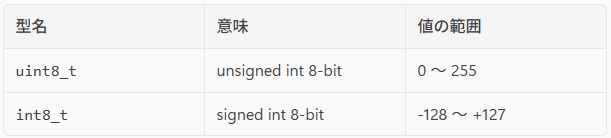 型名 意味 値の範囲
uint8_t unsigned int 8-bit 0 ～ 255
int8_t signed int 8-bit -128 ～ +127